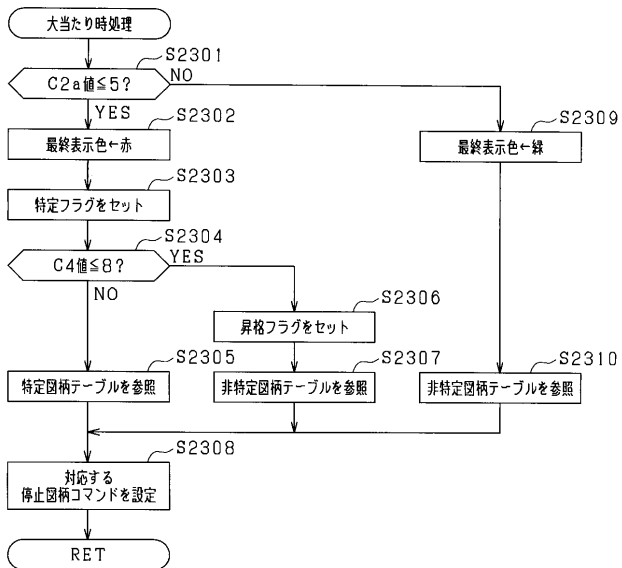 大当たり時処理
S2301
C2a値≦5?
NO
YES
S2302
最終表示色←赤
S2309
最終表示色←緑
S2303
特定フラグをセット
S2304
C4値≦8?
YES
NO
S2306
昇格フラグをセット
S2305
特定図柄テーブルを参照
S2307
非特定図柄テーブルを参照
S2310
非特定図柄テーブルを参照
S2308
対応する
停止図柄コマンドを設定
RET